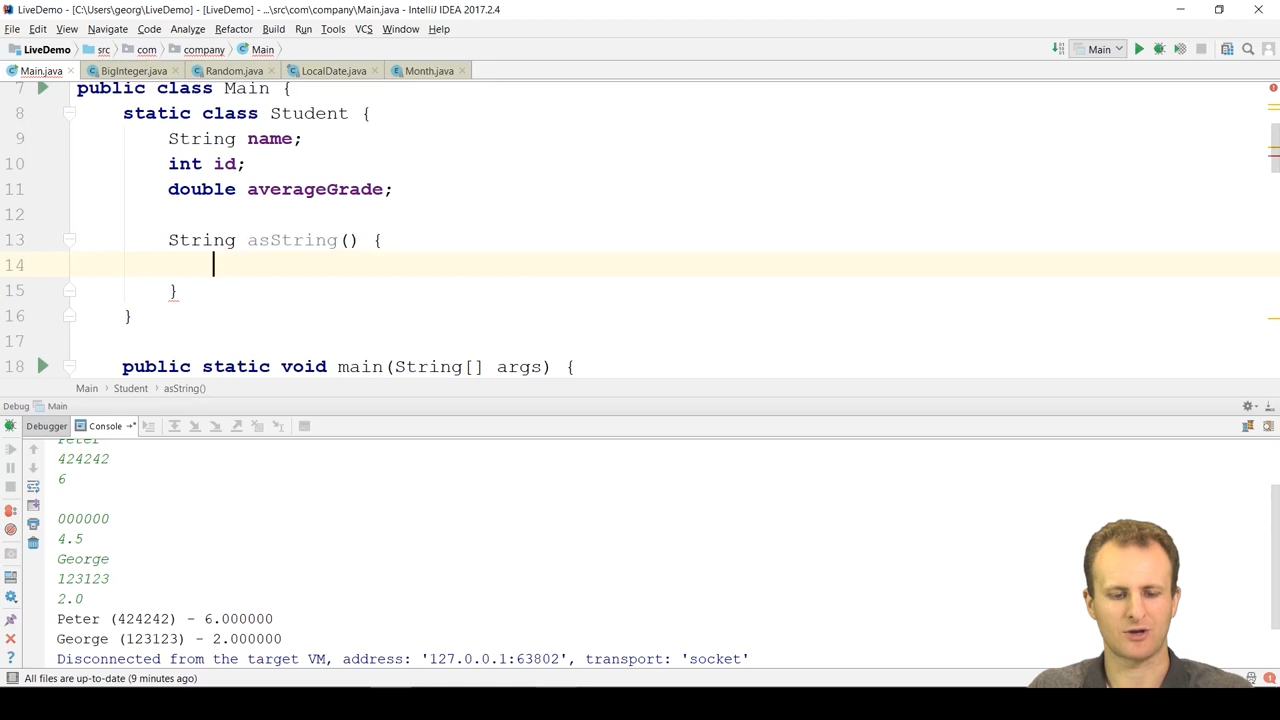 LiveDemo - [C:\Users\georg\LiveDemo] - [LiveDemo] - ...\src\com\company\Main.java - IntelliJ IDEA 2017.2.4
File Edit View Navigate Code Analyze Refactor Build Run Tools VCS Window Help
LiveDemo src com company Main Main
Main.java BigInteger.java Random.java LocalDate.java Month.java
7 public class Main {
8 static class Student {
9 String name;
10 int id;
11 double averageGrade;
12
13 String asString() {
14
15 }
16 }
17
18 public static void main(String[] args) {
Main Student asString()
Debug Main
Debugger Console
Peter
424242
6
000000
4.5
George
123123
2.0
Peter (424242) - 6.000000
George (123123) - 2.000000
Disconnected from the target VM, address: '127.0.0.1:63802', transport: 'socket'
All files are up-to-date (9 minutes ago)